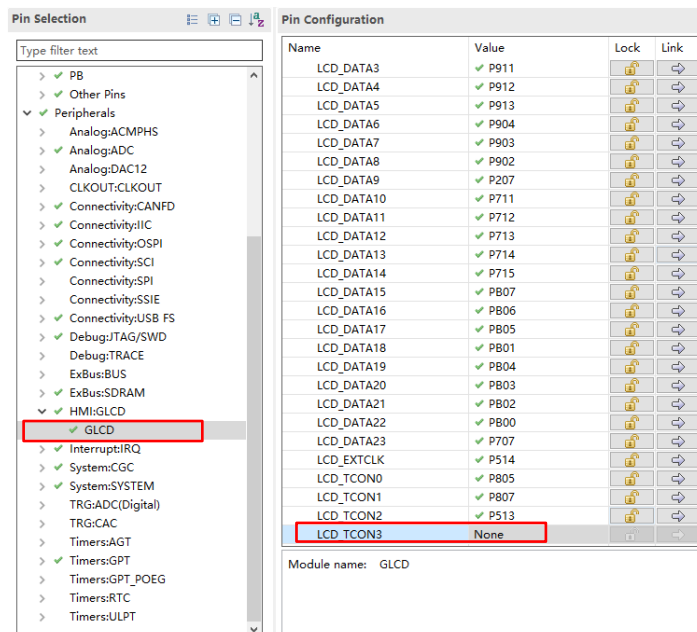 Pin Selection
Type filter text
PB
Other Pins
Peripherals
Analog:ACMPHS
Analog:ADC
Analog:DAC12
CLKOUT:CLKOUT
Connectivity:CANFD
Connectivity:IIC
Connectivity:OSPI
Connectivity:SCI
Connectivity:SPI
Connectivity:SSIE
Connectivity:USB FS
Debug:JTAG/SWD
Debug:TRACE
ExBus:BUS
ExBus:SDRAM
HMI:GLCD
GLCD
Interrupt:IRQ
System:CGC
System:SYSTEM
TRG:ADC(Digital)
TRG:CAC
Timers:AGT
Timers:GPT
Timers:GPT_POEG
Timers:RTC
Timers:ULPT
Pin Configuration
Name Value Lock Link
LCD_DATA3 P911
LCD_DATA4 P912
LCD_DATA5 P913
LCD_DATA6 P904
LCD_DATA7 P903
LCD_DATA8 P902
LCD_DATA9 P207
LCD_DATA10 P711
LCD_DATA11 P712
LCD_DATA12 P713
LCD_DATA13 P714
LCD_DATA14 P715
LCD_DATA15 PB07
LCD_DATA16 PB06
LCD_DATA17 PB05
LCD_DATA18 PB01
LCD_DATA19 PB04
LCD_DATA20 PB03
LCD_DATA21 PB02
LCD_DATA22 PB00
LCD_DATA23 P707
LCD_EXTCLK P514
LCD_TCON0 P805
LCD_TCON1 P807
LCD_TCON2 P513
LCD_TCON3 None
Module name: GLCD